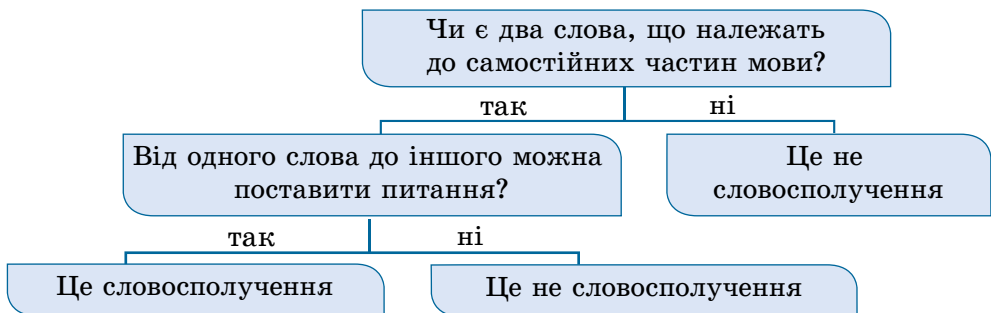 Чи є два слова, що належать
до самостійних частин мови?
так
ні
Від одного слова до іншого можна
поставити питання?
Це не
словосполучення
так
ні
Це словосполучення
Це не словосполучення